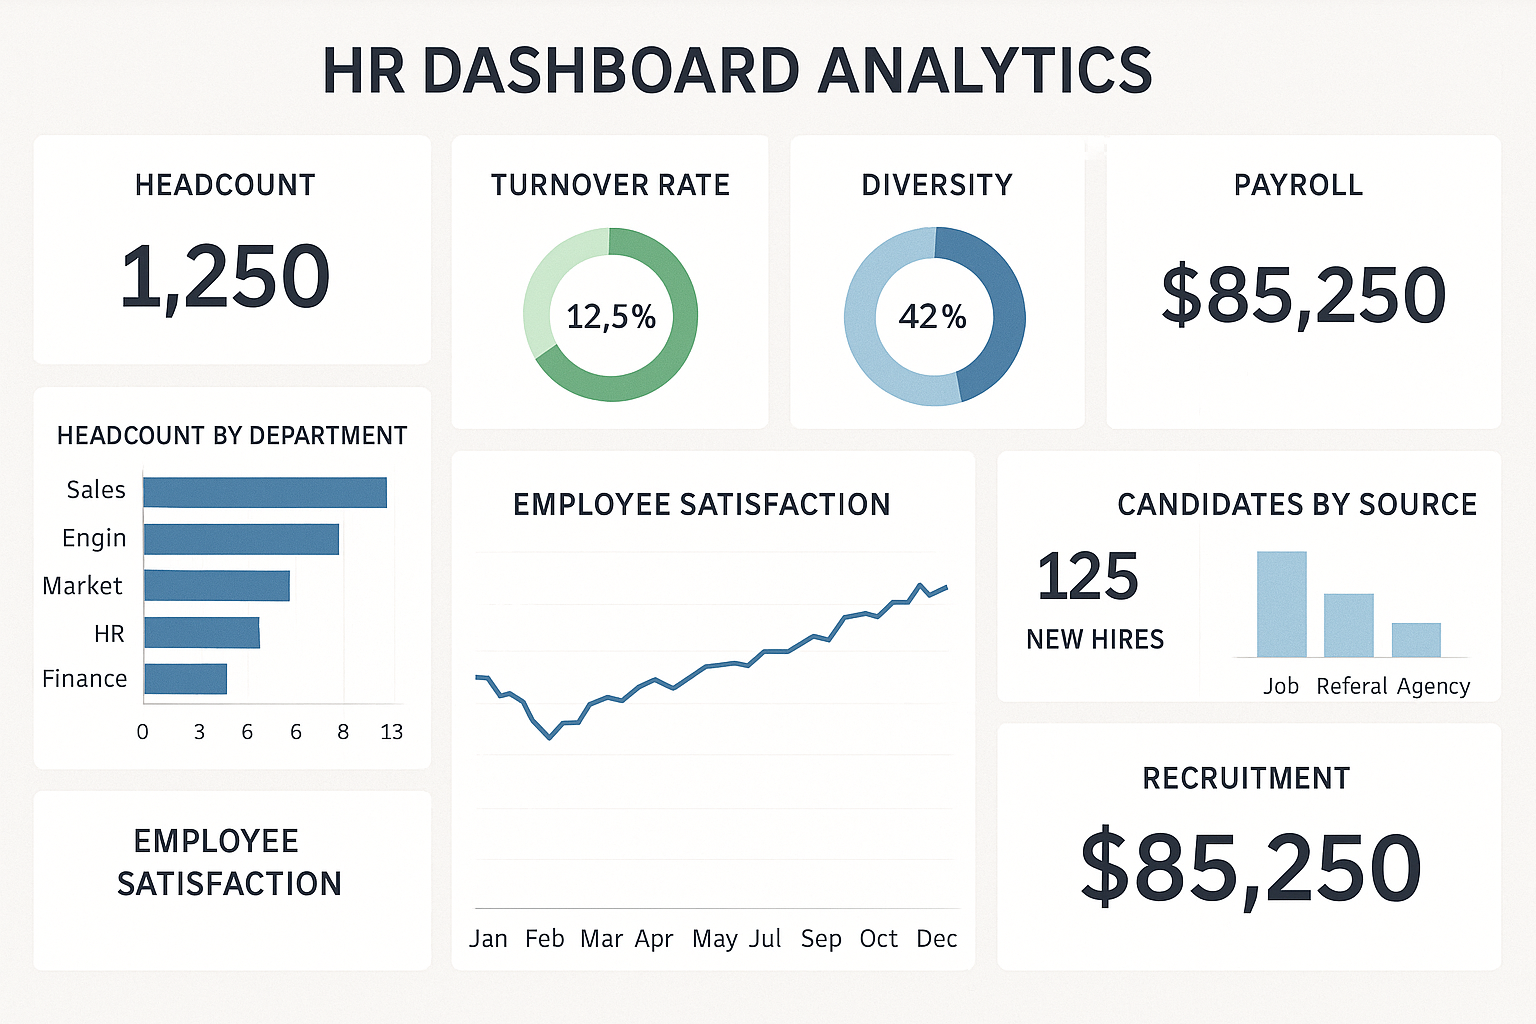 HR DASHBOARD ANALYTICS
HEADCOUNT
1,250
TURNOVER RATE
12,5%
DIVERSITY
42%
PAYROLL
$85,250
HEADCOUNT BY DEPARTMENT
Sales
Engin
Market
HR
Finance
0 3 6 6 8 13
EMPLOYEE
SATISFACTION
EMPLOYEE SATISFACTION
Jan Feb Mar Apr May Jul Sep Oct Dec
CANDIDATES BY SOURCE
125
NEW HIRES
Job Referal Agency
RECRUITMENT
$85,250